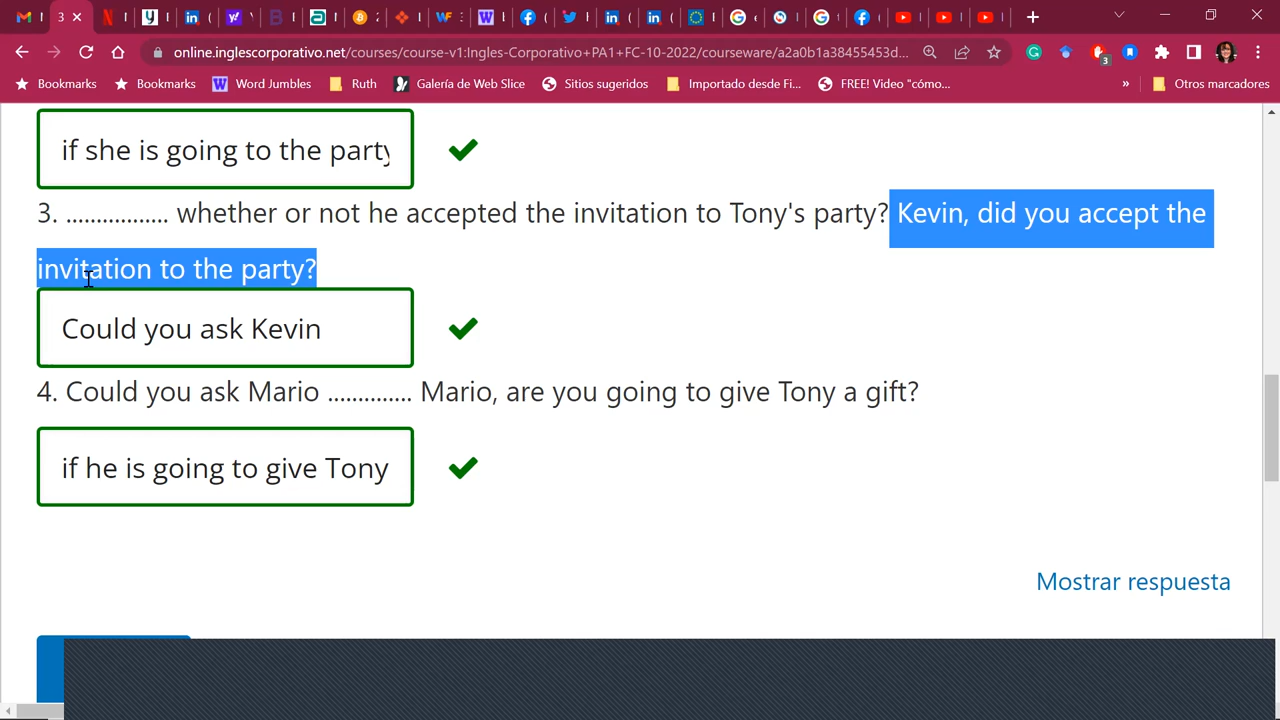 3
online.inglescorporativo.net/courses/course-v1:Ingles-Corporativo+PA1+FC-10-2022/courseware/a2a0b1a38455453d...
3
Bookmarks Bookmarks Word Jumbles Ruth Galería de Web Slice Sitios sugeridos Importado desde Fi... FREE! Video "cómo... » Otros marcadores
if she is going to the party
3. ................. whether or not he accepted the invitation to Tony's party? Kevin, did you accept the
invitation to the party?
Could you ask Kevin
4. Could you ask Mario .............. Mario, are you going to give Tony a gift?
if he is going to give Tony
Mostrar respuesta